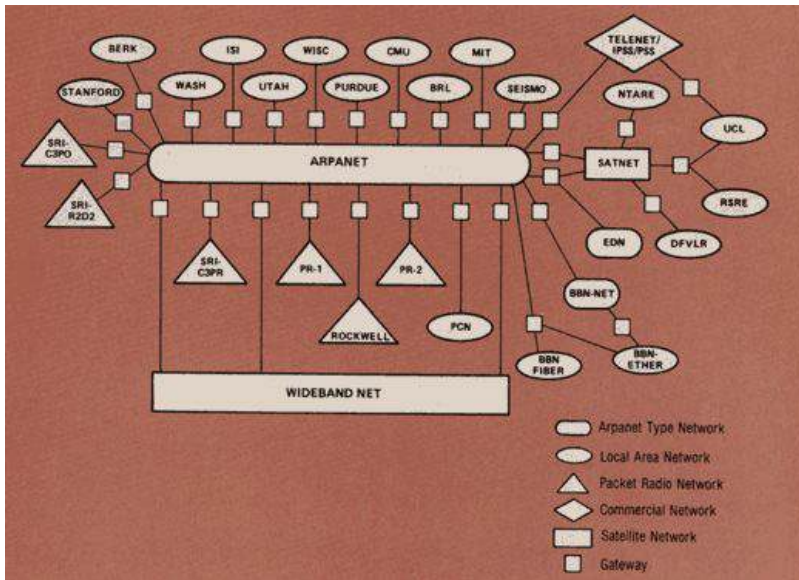 BERK
ISI
WISC
CMU
MIT
TELENET/
IPSS/PSS
STANFORD
WASH
UTAH
PURDUE
BRL
SEISMO
NTARE
UCL
SRI-
C3PO
ARPANET
SATNET
SRI-
R2D2
RSRE
SRI-
C3PR
PR-1
PR-2
EDN
DFVLR
BBN-NET
ROCKWELL
PCN
BBN
FIBER
BBN-
ETHER
WIDEBAND NET
Arpanet Type Network
Local Area Network
Packet Radio Network
Commercial Network
Satellite Network
Gateway